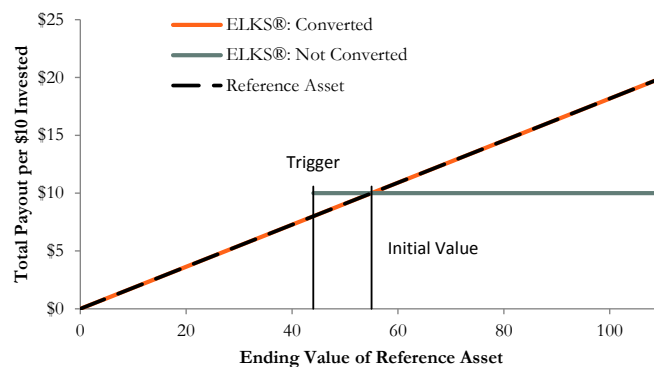 $25
$20
$15
$10
$5
$0
Total Payout per $10 Invested
ELKS®: Converted
ELKS®: Not Converted
Reference Asset
Trigger
Initial Value
0
20
40
60
80
100
Ending Value of Reference Asset